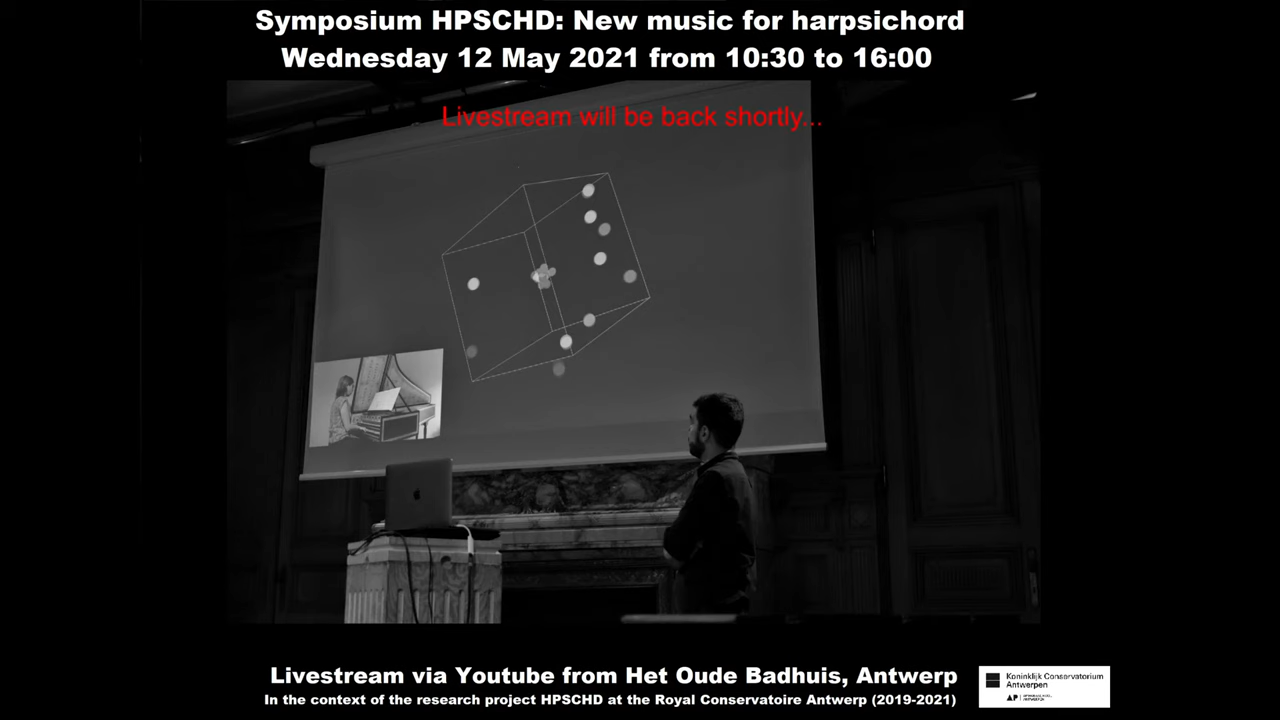 Symposium HPSCHD: New music for harpsichord
Wednesday 12 May 2021 from 10:30 to 16:00
Livestream will be back shortly...
Livestream via Youtube from Het Oude Badhuis, Antwerp
In the context of the research project HPSCHD at the Royal Conservatoire Antwerp (2019-2021)
Koninklijk Conservatorium
Antwerpen
AP